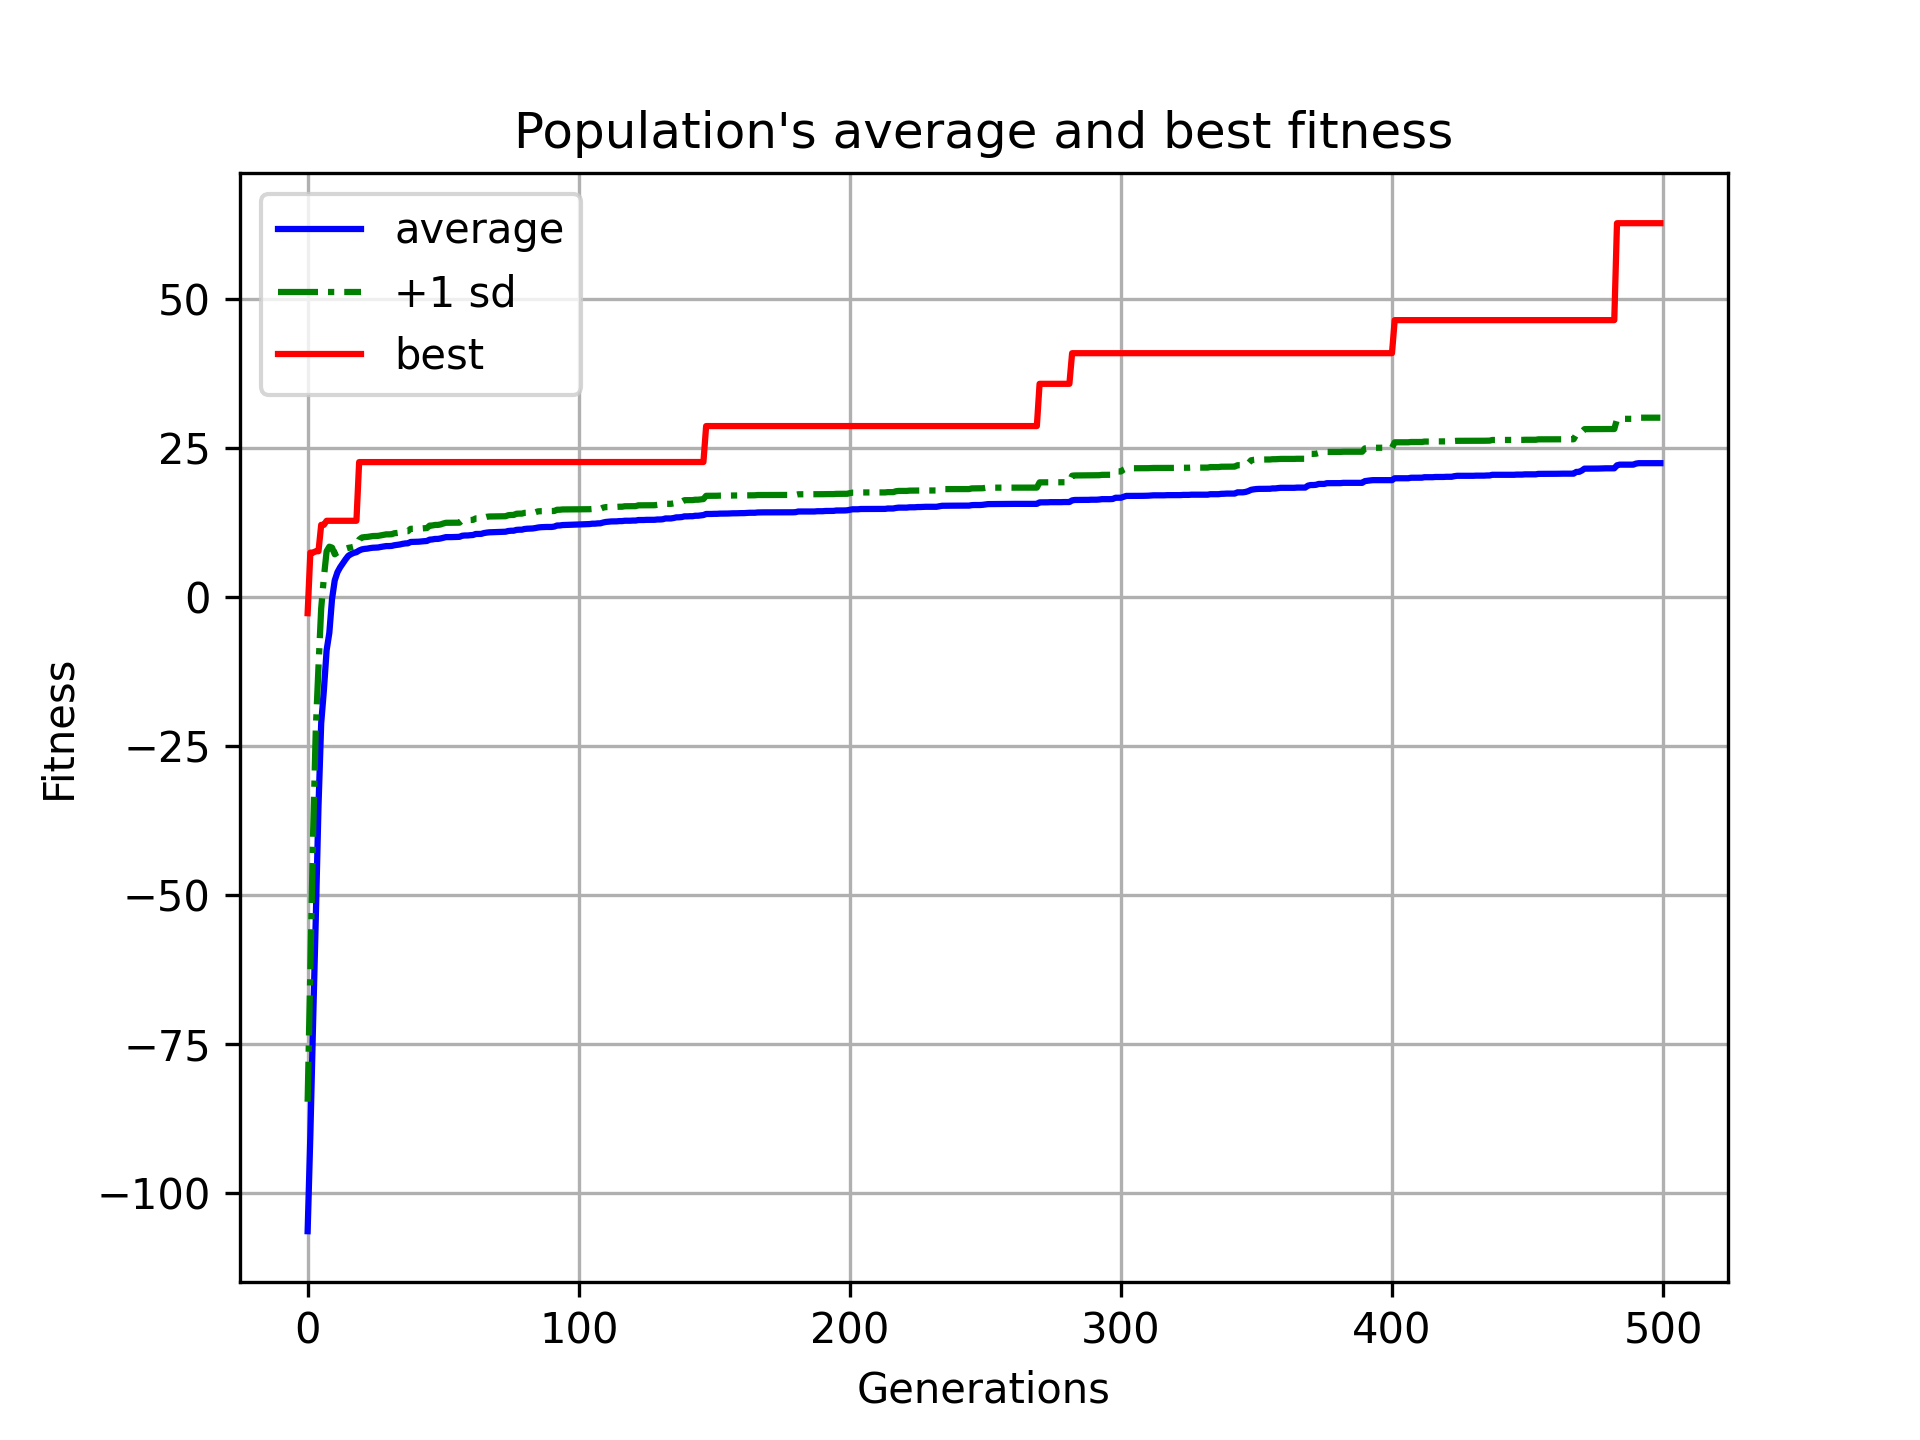 Population's average and best fitness
average
+1 sd
best
Fitness
50
25
0
−25
−50
−75
−100
0 100 200 300 400 500
Generations